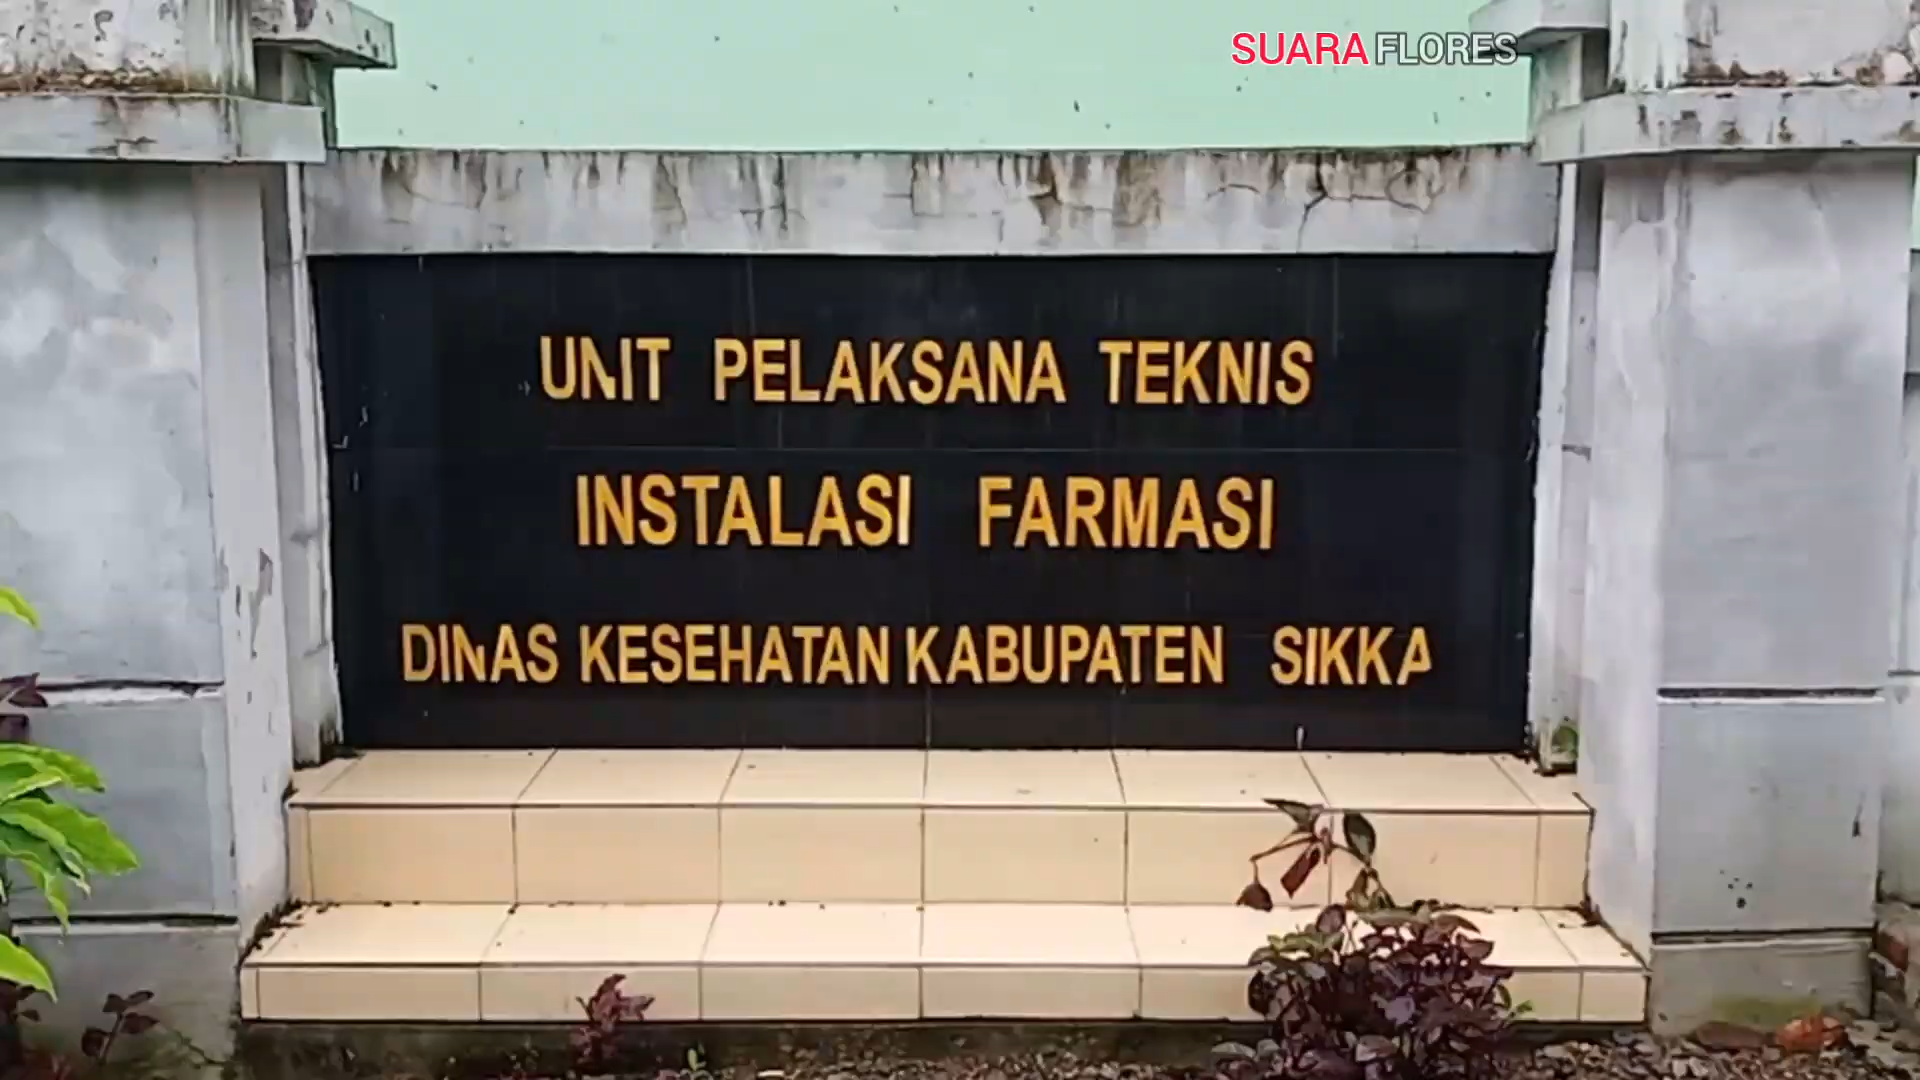 SUARA FLORES
UNIT PELAKSANA TEKNIS
INSTALASI FARMASI
DINAS KESEHATAN KABUPATEN SIKKA